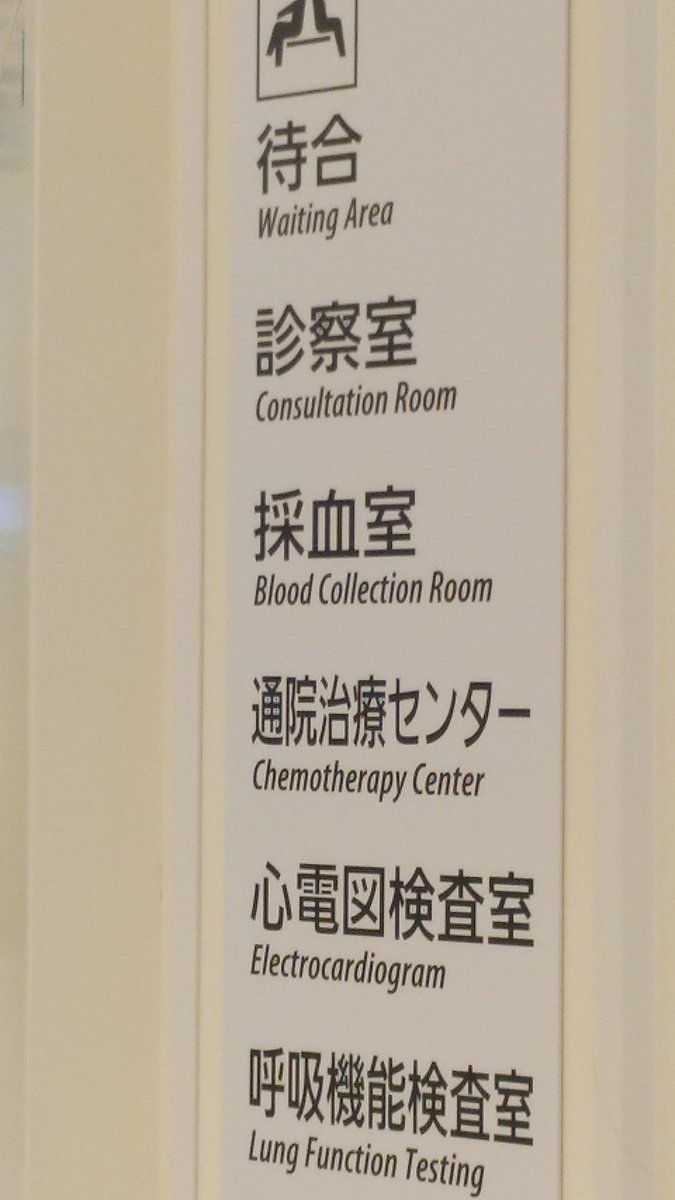 待合
Waiting Area
診察室
Consultation Room
採血室
Blood Collection Room
通院治療センター
Chemotherapy Center
心電図検査室
Electrocardiogram
呼吸機能検査室
Lung Function Testing